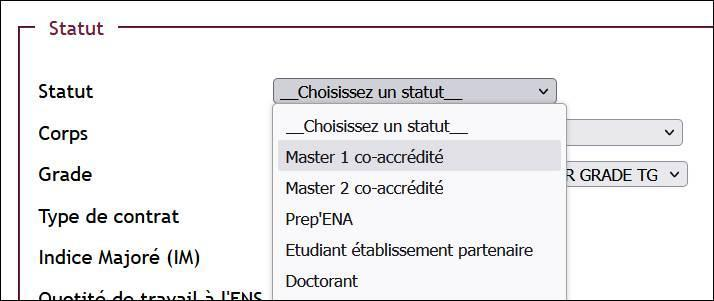 Statut
Statut __Choisissez un statut__
__Choisissez un statut__
Corps
Master 1 co-accrédité
Grade R GRADE TG
Master 2 co-accrédité
Type de contrat
Prep'ENA
Indice Majoré (IM)
Etudiant établissement partenaire
Doctorant
Quotité de travail à l'ENS